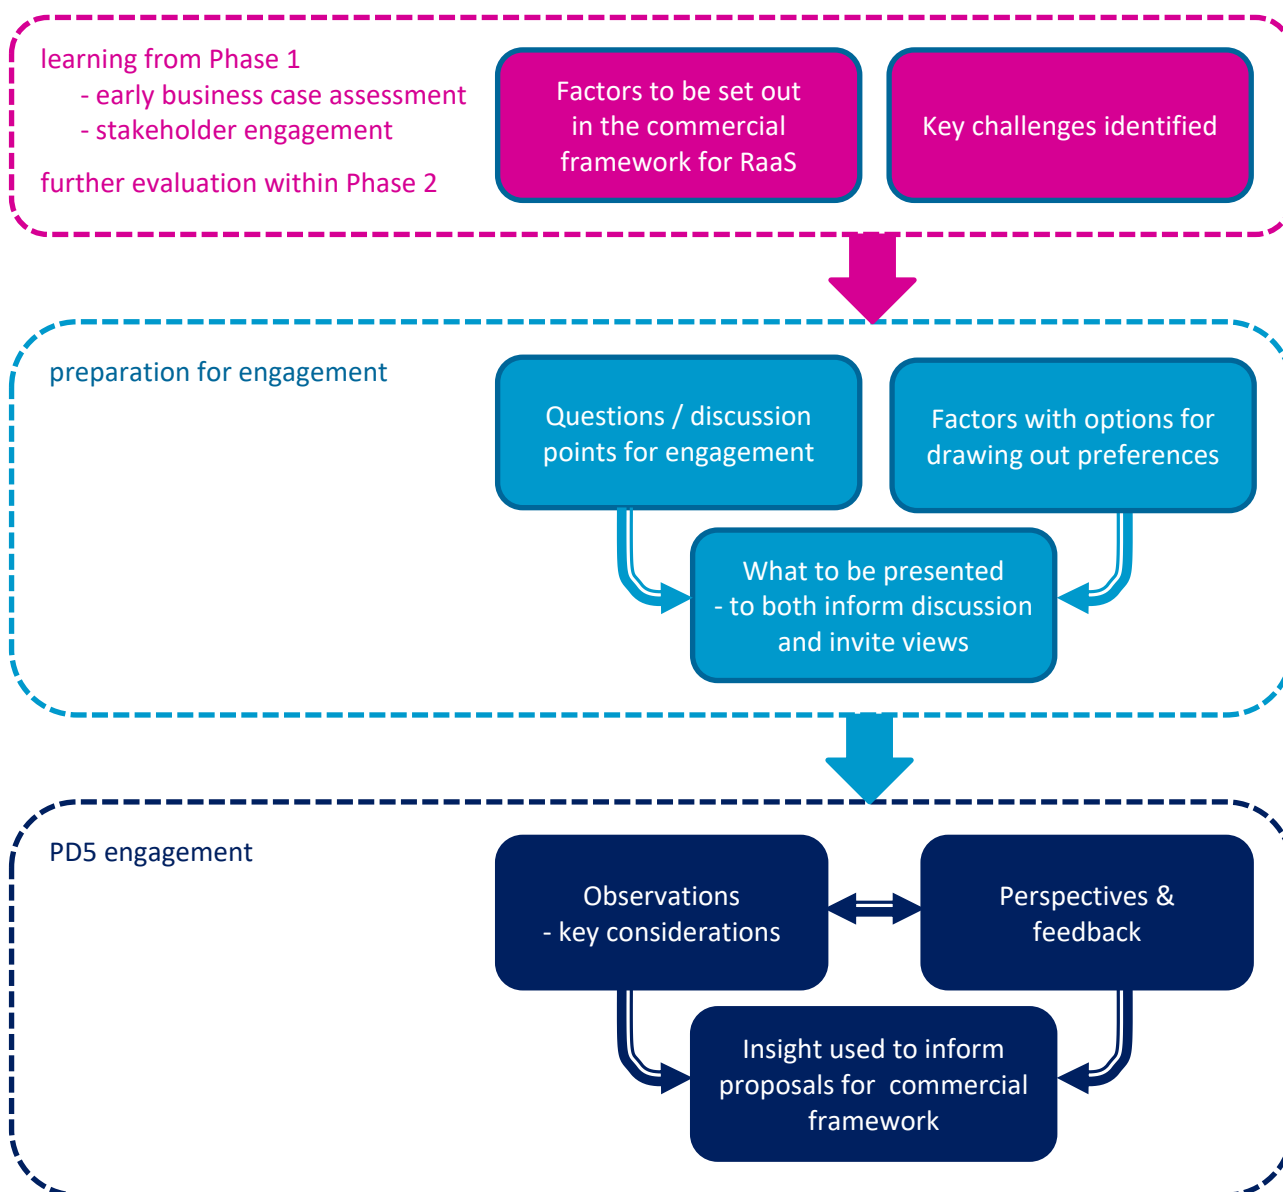 learning from Phase 1
- early business case assessment
- stakeholder engagement
further evaluation within Phase 2
Factors to be set out
in the commercial
framework for RaaS
Key challenges identified
preparation for engagement
Questions / discussion
points for engagement
Factors with options for
drawing out preferences
What to be presented
- to both inform discussion
and invite views
PD5 engagement
Observations
- key considerations
Perspectives &
feedback
Insight used to inform
proposals for  commercial
framework